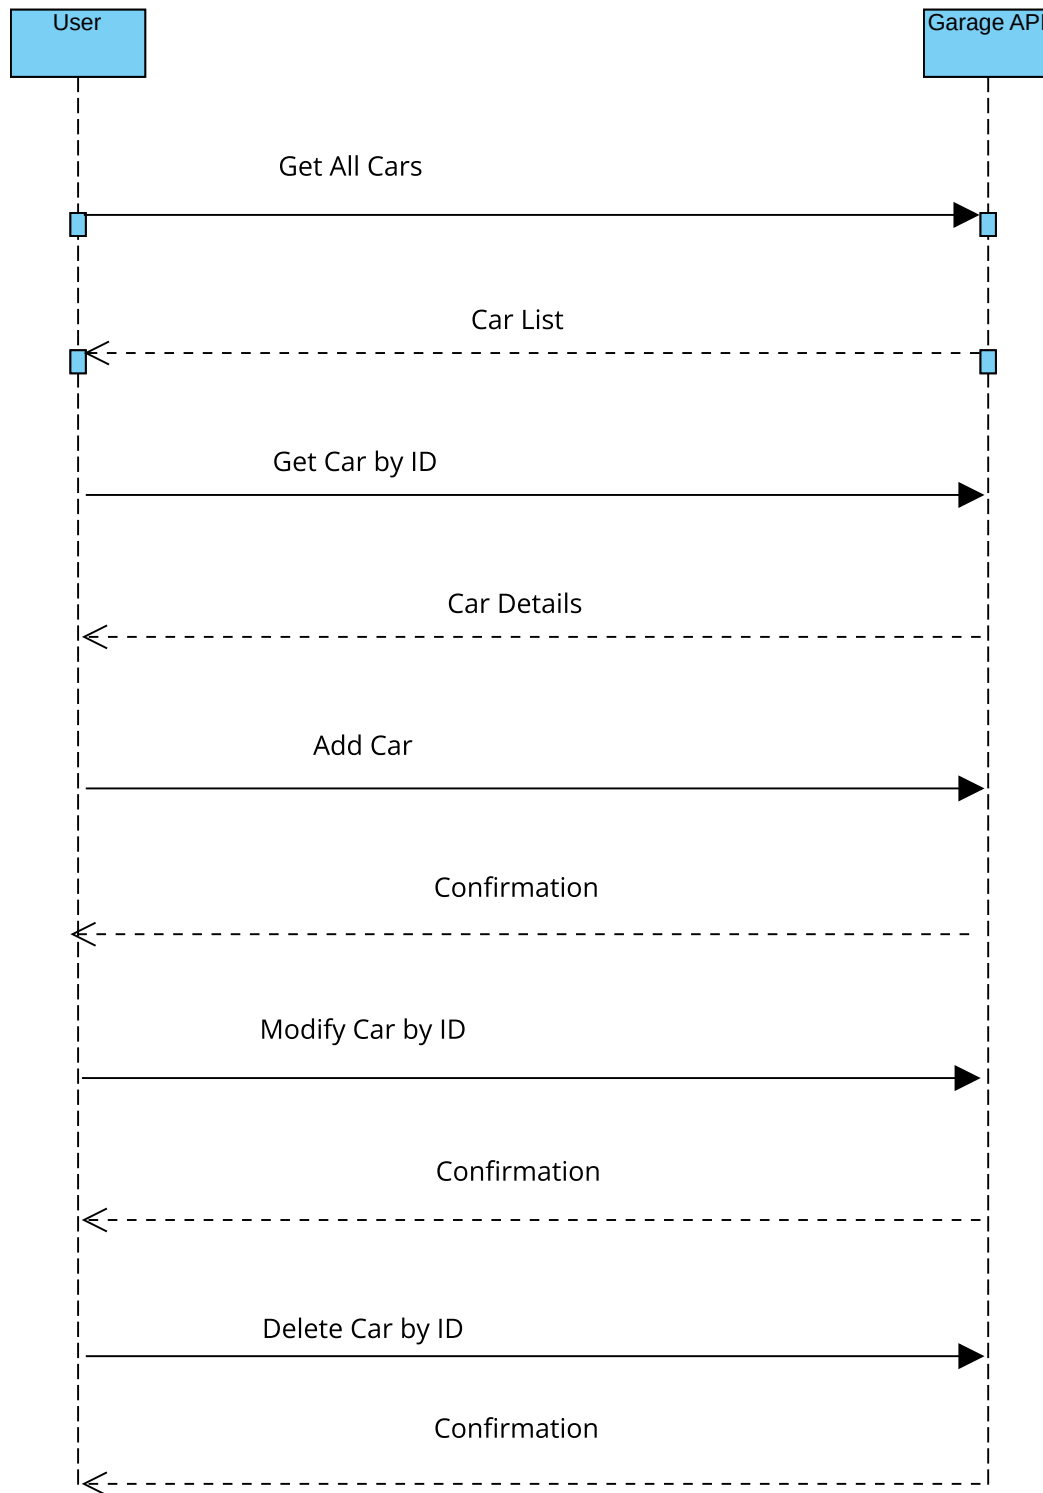 User
Garage API
Get All Cars
Car List
Get Car by ID
Car Details
Add Car
Confirmation
Modify Car by ID
Confirmation
Delete Car by ID
Confirmation